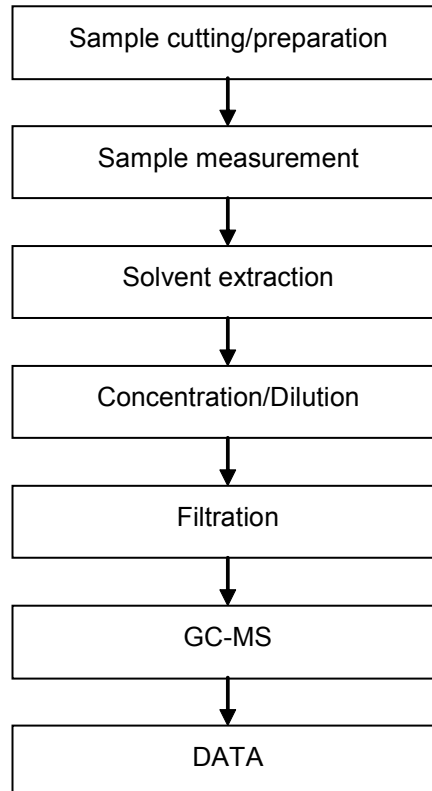 Sample cutting/preparation
Sample measurement
Solvent extraction
Concentration/Dilution
Filtration
GC-MS
DATA